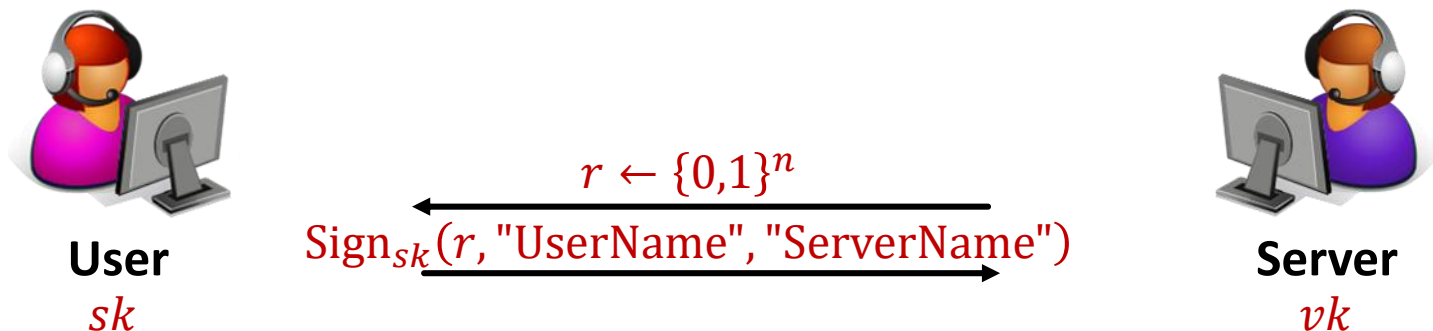 r ← {0,1}ⁿ
Sign_sk(r, "UserName", "ServerName")
User
Server
sk
vk